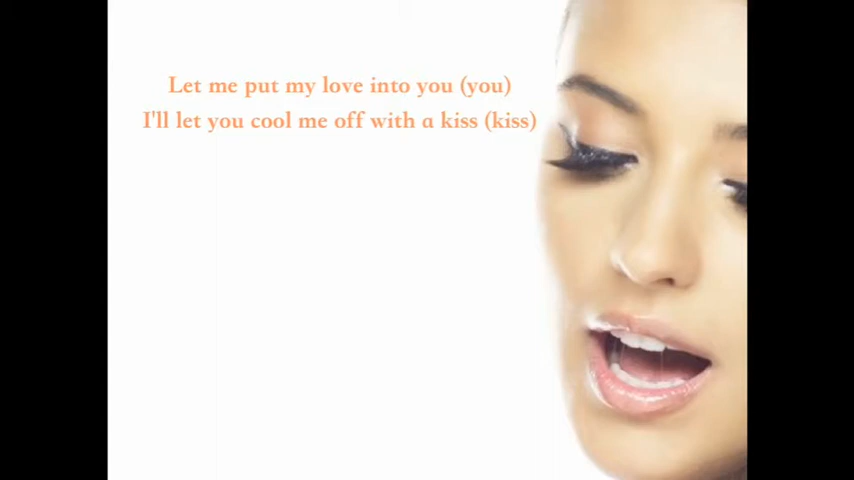 Let me put my love into you (you)
I'll let you cool me off with a kiss (kiss)